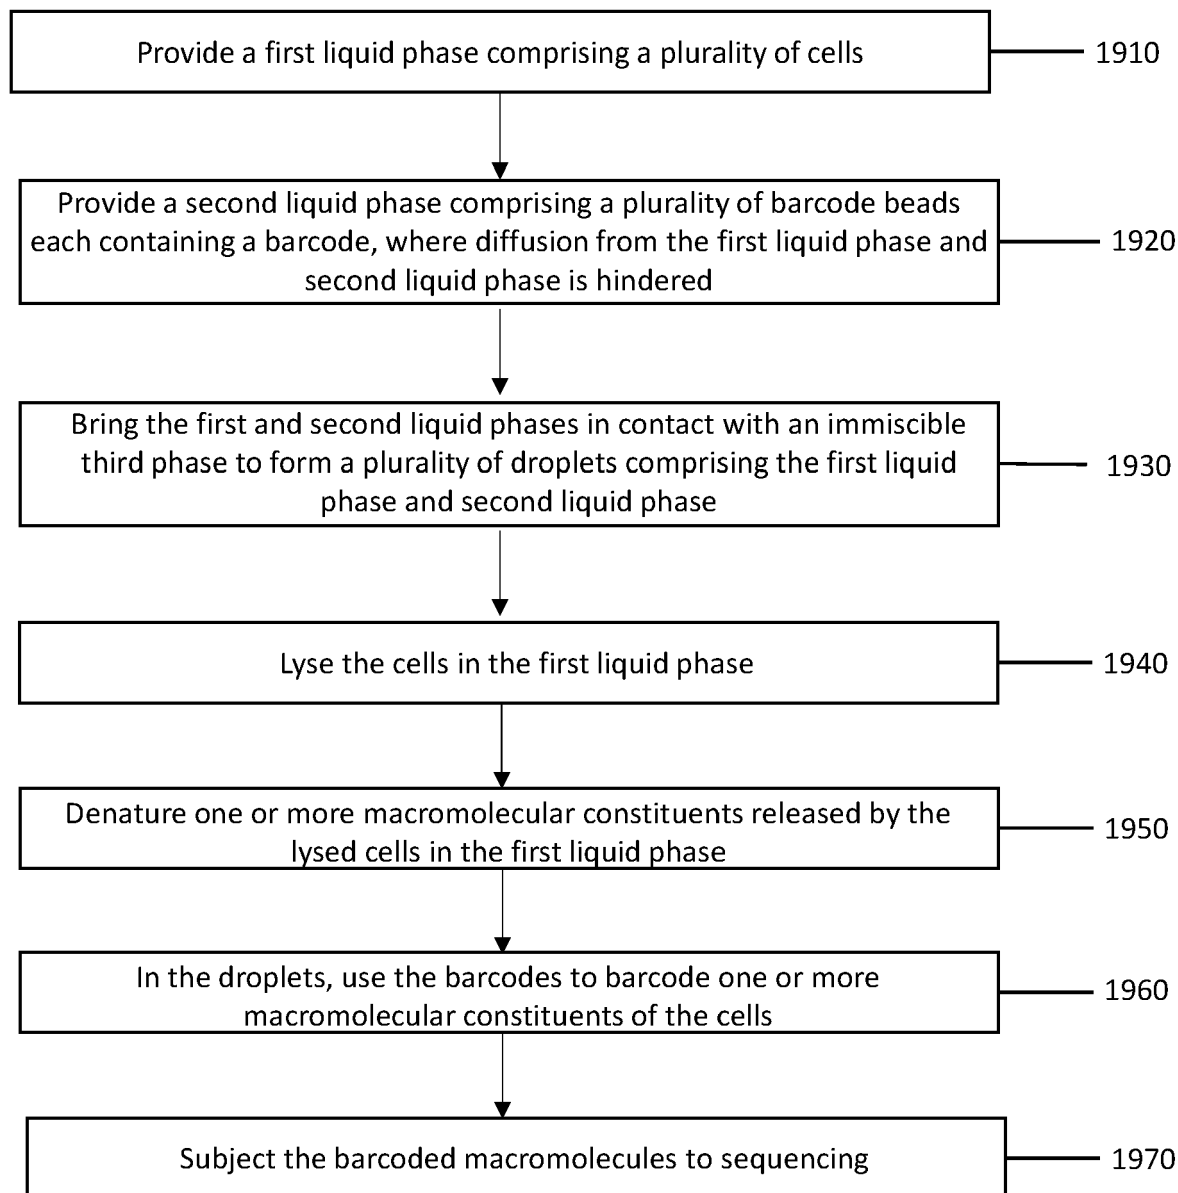 Provide a first liquid phase comprising a plurality of cells
1910
Provide a second liquid phase comprising a plurality of barcode beads
each containing a barcode, where diffusion from the first liquid phase and
second liquid phase is hindered
1920
Bring the first and second liquid phases in contact with an immiscible
third phase to form a plurality of droplets comprising the first liquid
phase and second liquid phase
1930
Lyse the cells in the first liquid phase
1940
Denature one or more macromolecular constituents released by the
lysed cells in the first liquid phase
1950
In the droplets, use the barcodes to barcode one or more
macromolecular constituents of the cells
1960
Subject the barcoded macromolecules to sequencing
1970